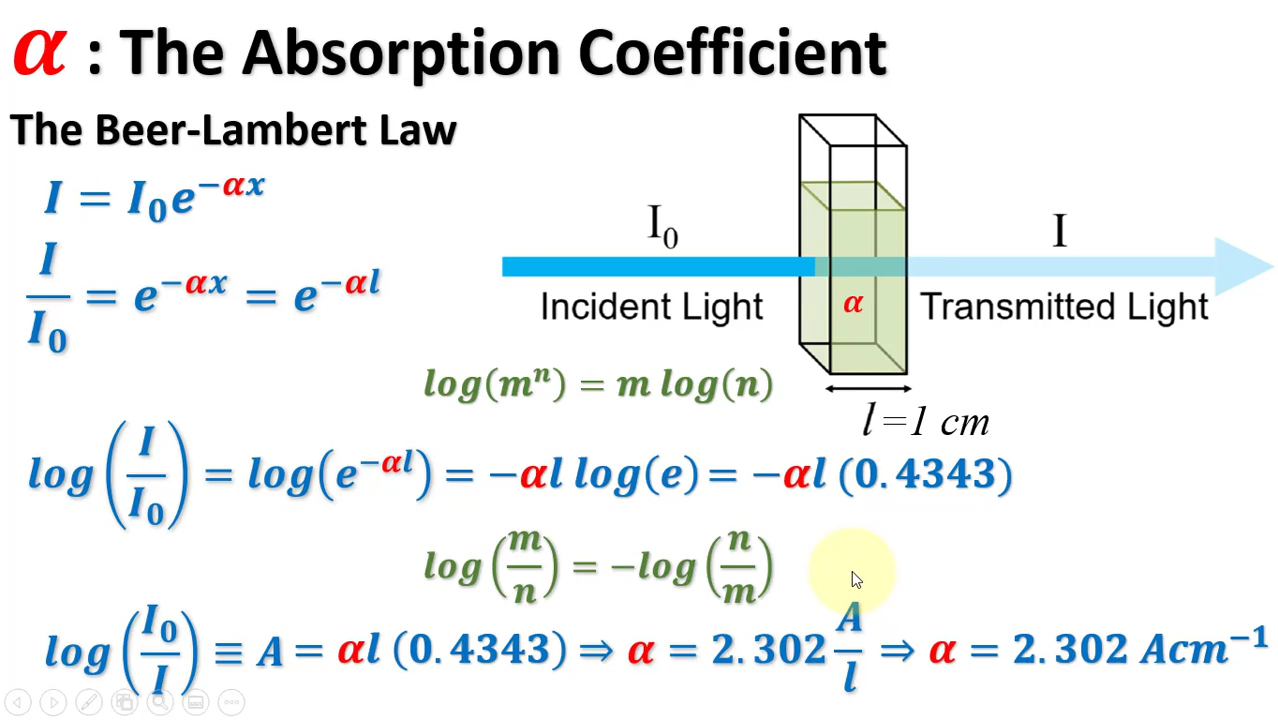 α : The Absorption Coefficient
The Beer-Lambert Law
I = I₀e^(−αx)
I/I₀ = e^(−αx) = e^(−αl)
I₀
I
Incident Light
α
Transmitted Light
l =1 cm
log(mⁿ) = m log(n)
log(I/I₀) = log(e^(−αl)) = −αl log(e) = −αl (0.4343)
log(m/n) = −log(n/m)
log(I₀/I) ≡ A = αl (0.4343) ⇒ α = 2.302 A/l ⇒ α = 2.302 Acm⁻¹